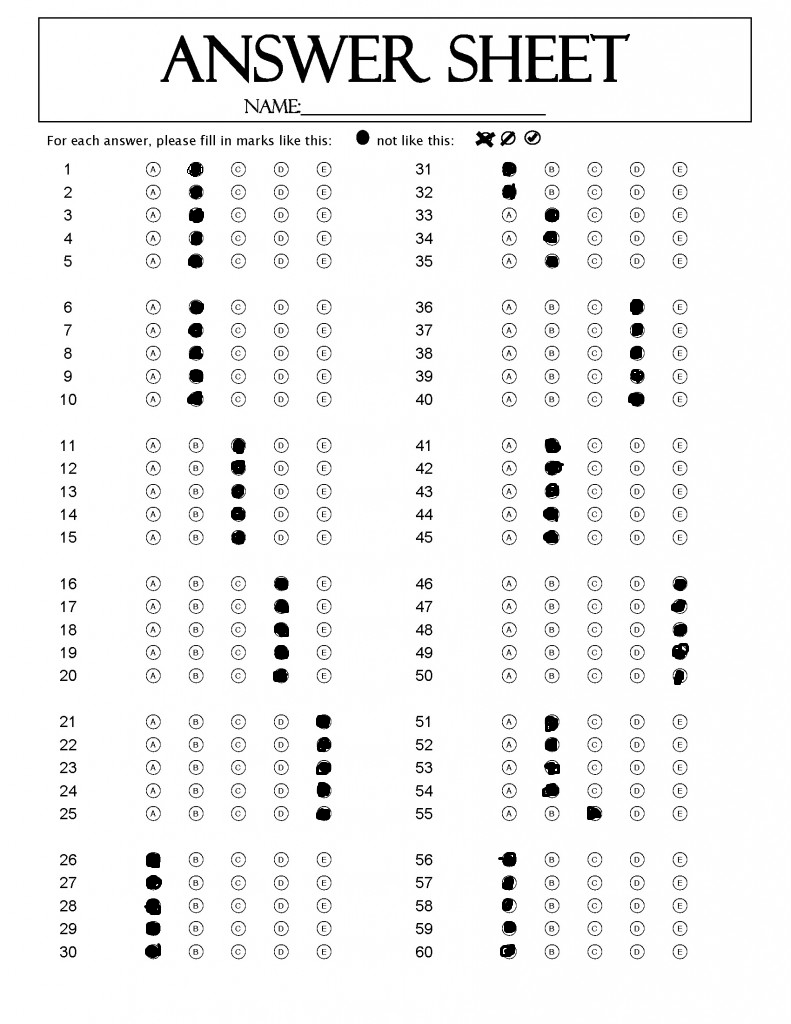 ANSWER SHEET
NAME:
For each answer, please fill in marks like this: not like this:
1 A C D E 31 B C D E
2 A C D E 32 B C D E
3 A C D E 33 A C D E
4 A C D E 34 A C D E
5 A C D E 35 A C D E
6 A C D E 36 A B C E
7 A C D E 37 A B C E
8 A C D E 38 A B C E
9 A C D E 39 A B C E
10 A C D E 40 A B C E
11 A B D E 41 A C D E
12 A B D E 42 A C D E
13 A B D E 43 A C D E
14 A B D E 44 A C D E
15 A B D E 45 A C D E
16 A B C E 46 A B C D
17 A B C E 47 A B C D
18 A B C E 48 A B C D
19 A B C E 49 A B C D
20 A B C E 50 A B C D
21 A B C D 51 A C D E
22 A B C D 52 A C D E
23 A B C D 53 A C D E
24 A B C D 54 A C D E
25 A B C D 55 A B D E
26 B C D E 56 B C D E
27 B C D E 57 B C D E
28 B C D E 58 B C D E
29 B C D E 59 B C D E
30 B C D E 60 B C D E